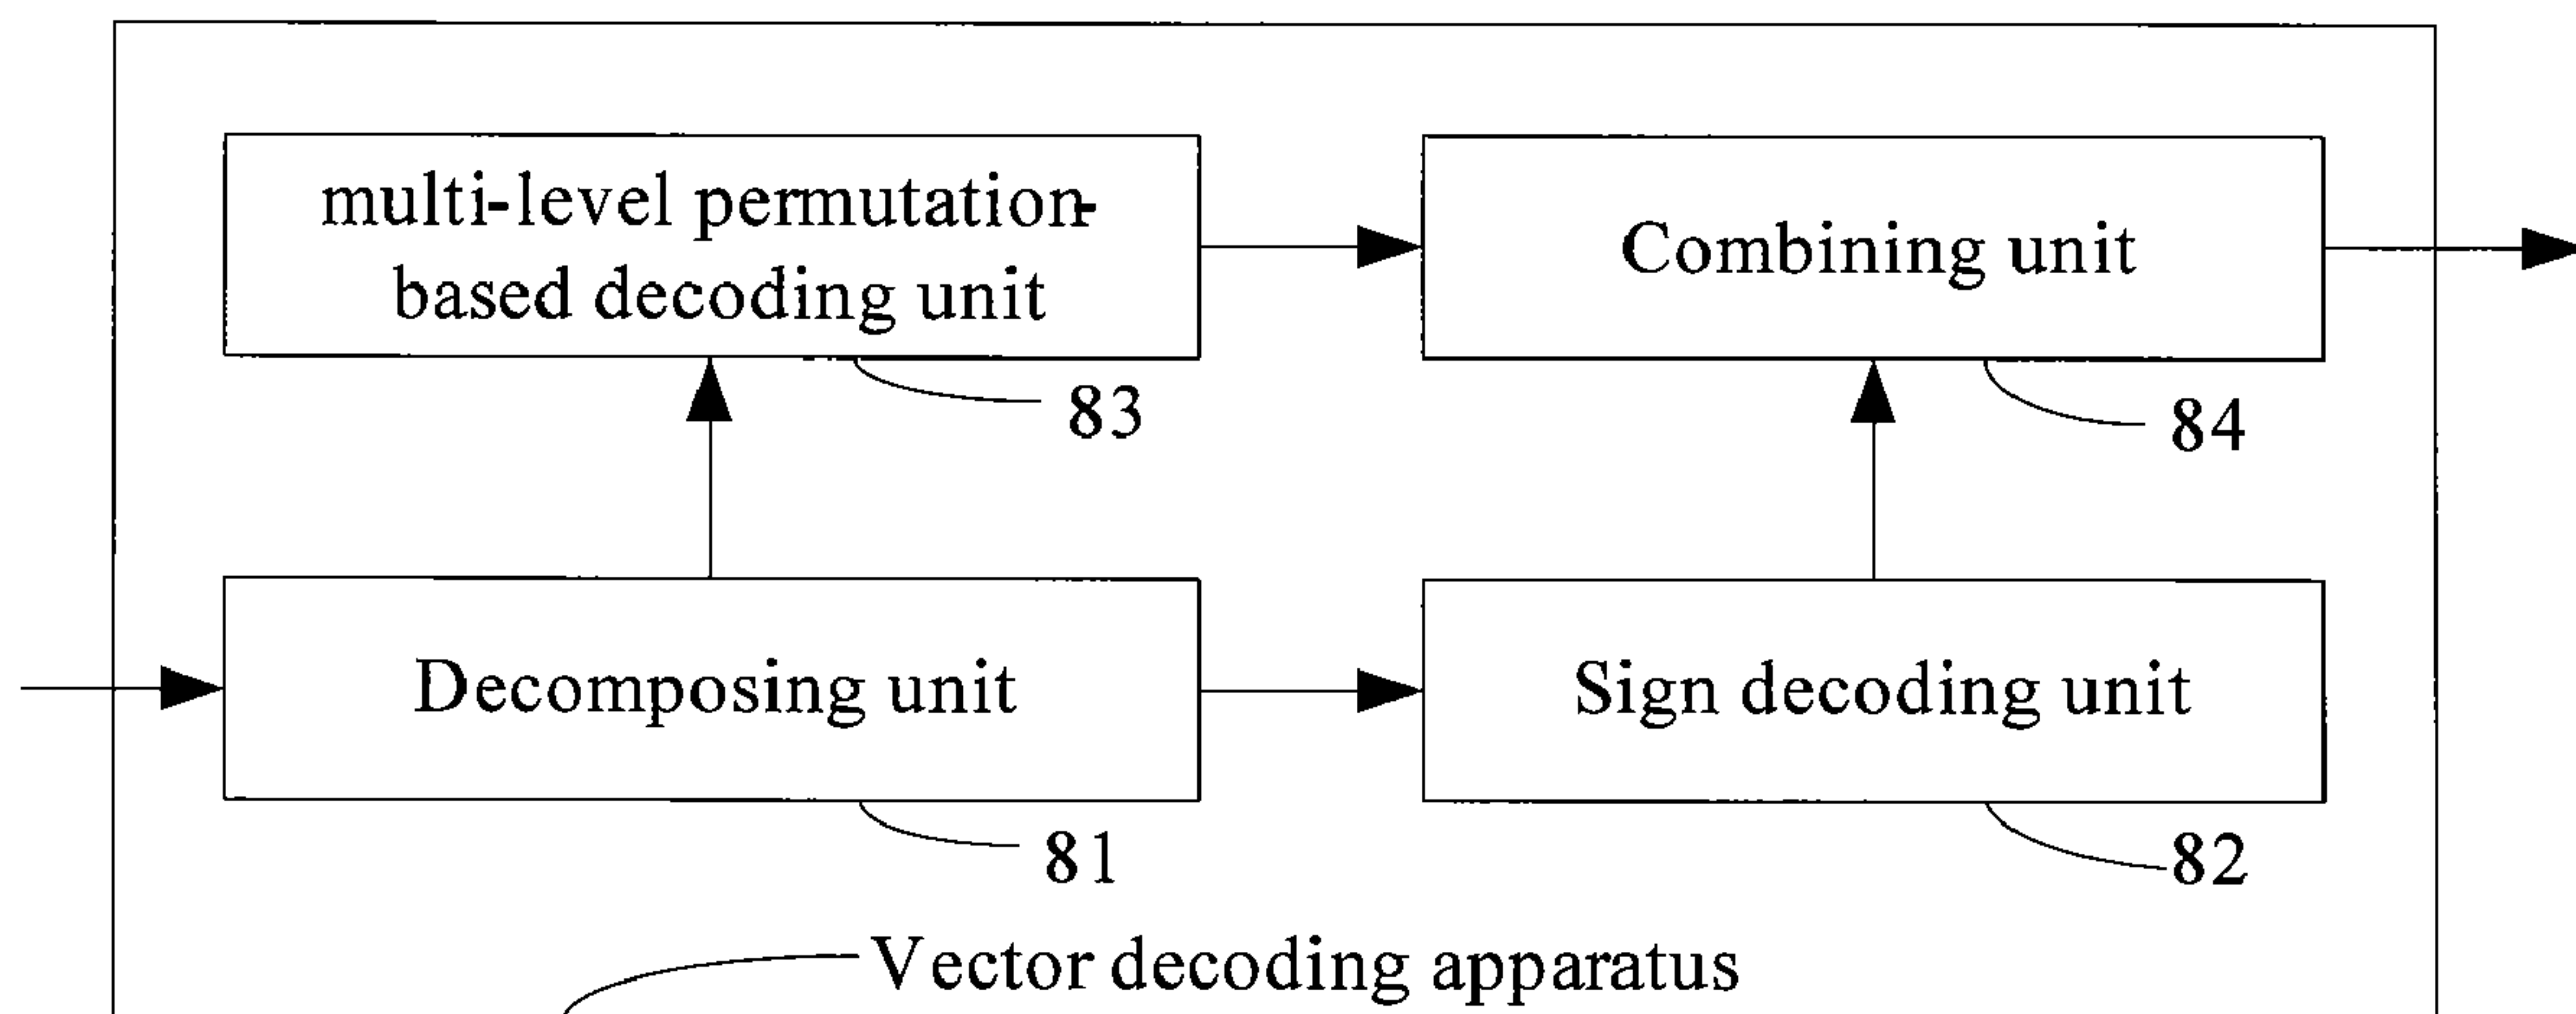 multi-level permutation-
based decoding unit
Combining unit
83
84
Decomposing unit
Sign decoding unit
81
82
Vector decoding apparatus